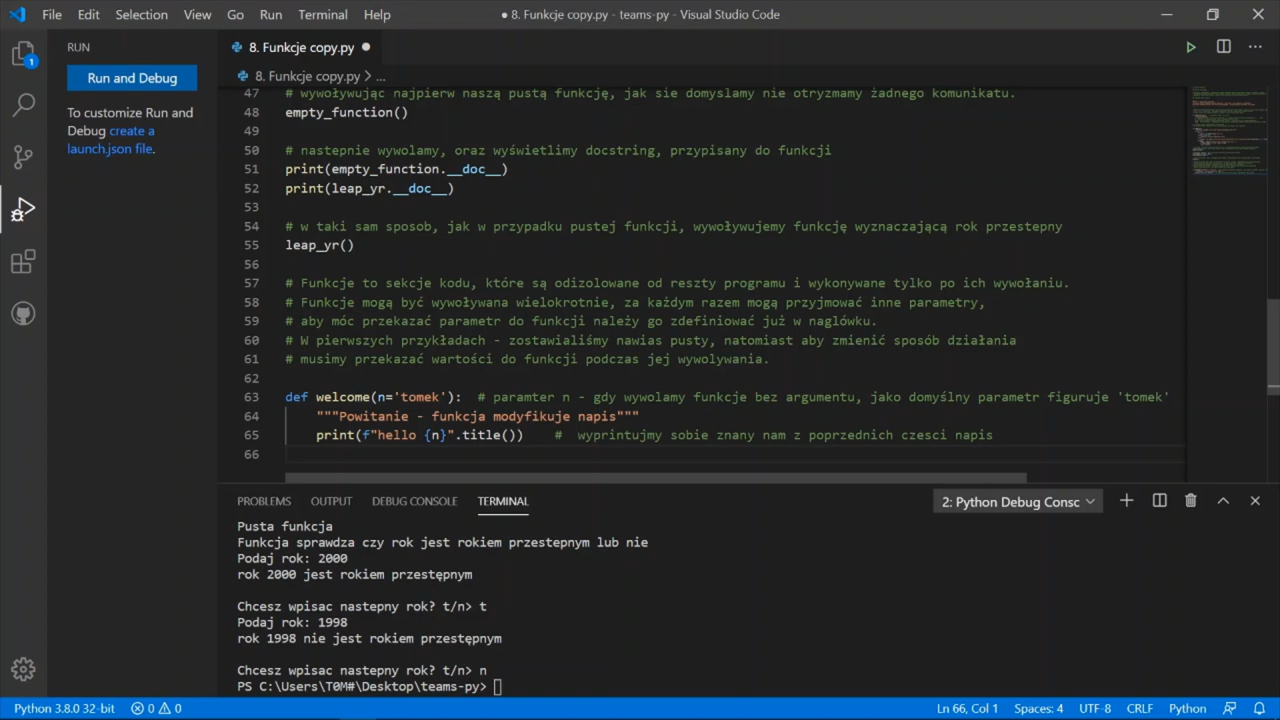 File Edit Selection View Go Run Terminal Help
● 8. Funkcje copy.py - teams-py - Visual Studio Code
RUN
8. Funkcje copy.py
Run and Debug
8. Funkcje copy.py > ...
To customize Run and
Debug create a
launch.json file.
1
47 # wywołując najpierw naszą pustą funkcję, jak sie domyslamy nie otryzmamy żadnego komunikatu.
48 empty_function()
49
50 # nastepnie wywolamy, oraz wyswietlimy docstring, przypisany do funkcji
51 print(empty_function.__doc__)
52 print(leap_yr.__doc__)
53
54 # w taki sam sposob, jak w przypadku pustej funkcji, wywoływujemy funkcję wyznaczającą rok przestepny
55 leap_yr()
56
57 # Funkcje to sekcje kodu, które są odizolowane od reszty programu i wykonywane tylko po ich wywołaniu.
58 # Funkcje mogą być wywoływana wielokrotnie, za każdym razem mogą przyjmować inne parametry,
59 # aby móc przekazać parametr do funkcji należy go zdefiniować już w naglówku.
60 # W pierwszych przykładach - zostawialiśmy nawias pusty, natomiast aby zmienić sposób działania
61 # musimy przekazać wartości do funkcji podczas jej wywolywania.
62
63 def welcome(n='tomek'): # paramter n - gdy wywolamy funkcje bez argumentu, jako domyślny parametr figuruje 'tomek'
64 """Powitanie - funkcja modyfikuje napis"""
65 print(f"hello {n}".title()) # wyprintujmy sobie znany nam z poprzednich czesci napis
66
PROBLEMS OUTPUT DEBUG CONSOLE TERMINAL
2: Python Debug Consc
Pusta funkcja
Funkcja sprawdza czy rok jest rokiem przestepnym lub nie
Podaj rok: 2000
rok 2000 jest rokiem przestępnym
Chcesz wpisac nastepny rok? t/n> t
Podaj rok: 1998
rok 1998 nie jest rokiem przestępnym
Chcesz wpisac nastepny rok? t/n> n
PS C:\Users\T0M#\Desktop\teams-py>
Python 3.8.0 32-bit 0 0
Ln 66, Col 1 Spaces: 4 UTF-8 CRLF Python